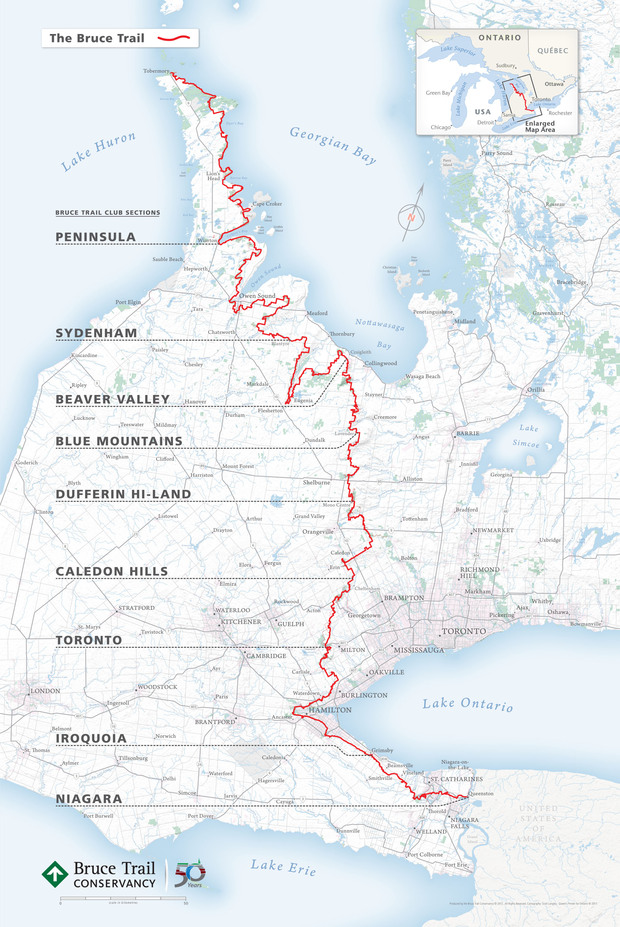 The Bruce Trail
ONTARIO
QUÉBEC
Lake Superior
Sudbury
Ottawa
Green Bay
Lake Michigan
Toronto
USA
Rochester
Detroit
Chicago
Enlarged
Map Area
Tobermory
Lake Huron
Georgian Bay
Parry Sound
Lion's
Head
Cape Croker
N
BRUCE TRAIL CLUB SECTIONS
PENINSULA
Wiarton
Sauble Beach
Hepworth
Owen Sound
Owen Sound
Port Elgin
Tara
Meaford
Penetanguishene
Midland
Bracebridge
Gravenhurst
Rosseau
Nottawasaga
Bay
SYDENHAM
Chatsworth
Thornbury
Collingwood
Wasaga Beach
Kincardine
Paisley
Chesley
Markdale
Orillia
Ripley
Hanover
Stayner
BEAVER VALLEY
Eugenia
Flesherton
Durham
Creemore
Lucknow
Teeswater
Mildmay
Angus
BARRIE
Lake
Simcoe
BLUE MOUNTAINS
Dundalk
Wingham
Clifford
Mount Forest
Goderich
Harriston
Innisfil
Georgina
Blyth
Shelburne
Alliston
DUFFERIN HI-LAND
Mono Centre
Clinton
Listowel
Arthur
Grand Valley
Tottenham
Bradford
Drayton
Orangeville
NEWMARKET
Uxbridge
Caledon
Elora
Fergus
Erin
Bolton
CALEDON HILLS
RICHMOND
HILL
Elmira
Cheltenham
Markham
Rockwood
BRAMPTON
Whitby
Pickering
Oshawa
Bowmanville
STRATFORD
WATERLOO
KITCHENER
Acton
Georgetown
GUELPH
St. Marys
Tavistock
TORONTO
TORONTO
MILTON
MISSISSAUGA
CAMBRIDGE
OAKVILLE
Carlisle
LONDON
WOODSTOCK
Ayr
Paris
Waterdown
BURLINGTON
Lake Ontario
Ingersoll
BRANTFORD
Ancaster
HAMILTON
Belmont
IROQUOIA
St. Thomas
Aylmer
Tillsonburg
Waterford
Caledonia
Grimsby
Beamsville
Vineland
Smithville
Niagara-on-
the-Lake
ST. CATHARINES
Delhi
Hagersville
Simcoe
Jarvis
Cayuga
Queenston
NIAGARA
Thorold
NIAGARA
FALLS
UNITED
STATES
OF
AMERICA
Port Burwell
Port Dover
Dunnville
WELLAND
Port Colborne
Fort Erie
Lake Erie
Bruce Trail
CONSERVANCY
50
Years